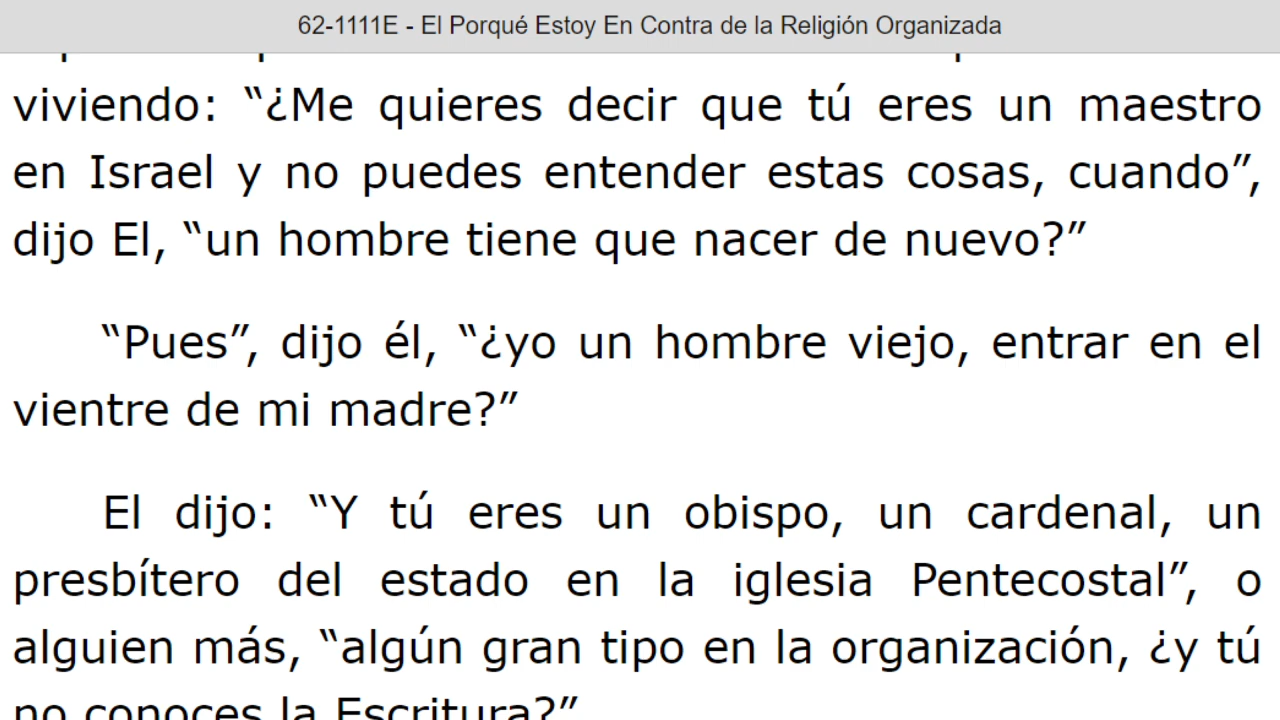 62-1111E - El Porqué Estoy En Contra de la Religión Organizada
viviendo: “¿Me quieres decir que tú eres un maestro
en Israel y no puedes entender estas cosas, cuando”,
dijo El, “un hombre tiene que nacer de nuevo?”
“Pues”, dijo él, “¿yo un hombre viejo, entrar en el
vientre de mi madre?”
El dijo: “Y tú eres un obispo, un cardenal, un
presbítero del estado en la iglesia Pentecostal”, o
alguien más, “algún gran tipo en la organización, ¿y tú
no conoces la Escritura?”